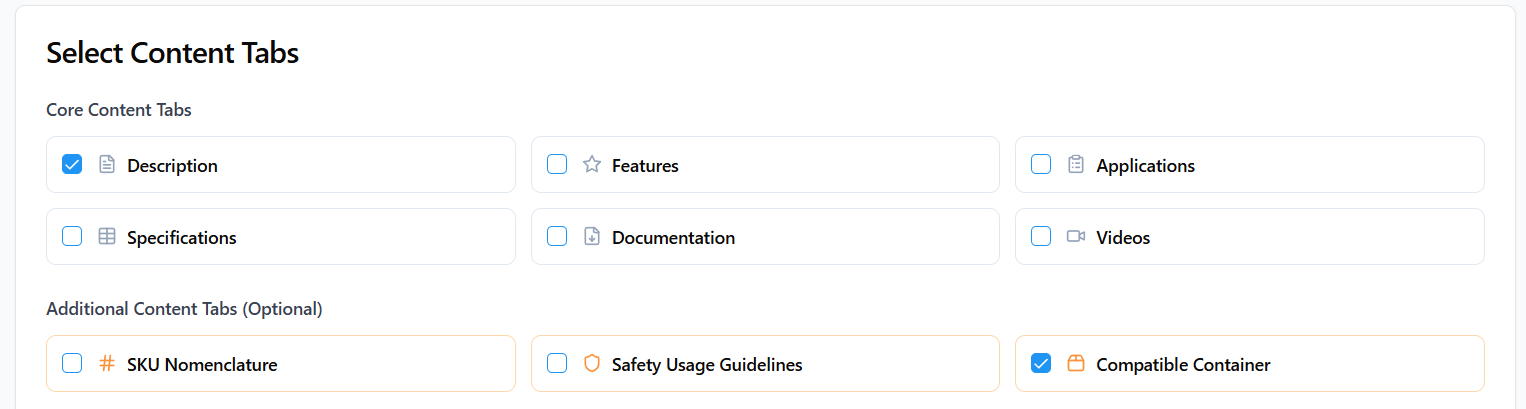 Select Content Tabs
Core Content Tabs
Description
Features
Applications
Specifications
Documentation
Videos
Additional Content Tabs (Optional)
SKU Nomenclature
Safety Usage Guidelines
Compatible Container